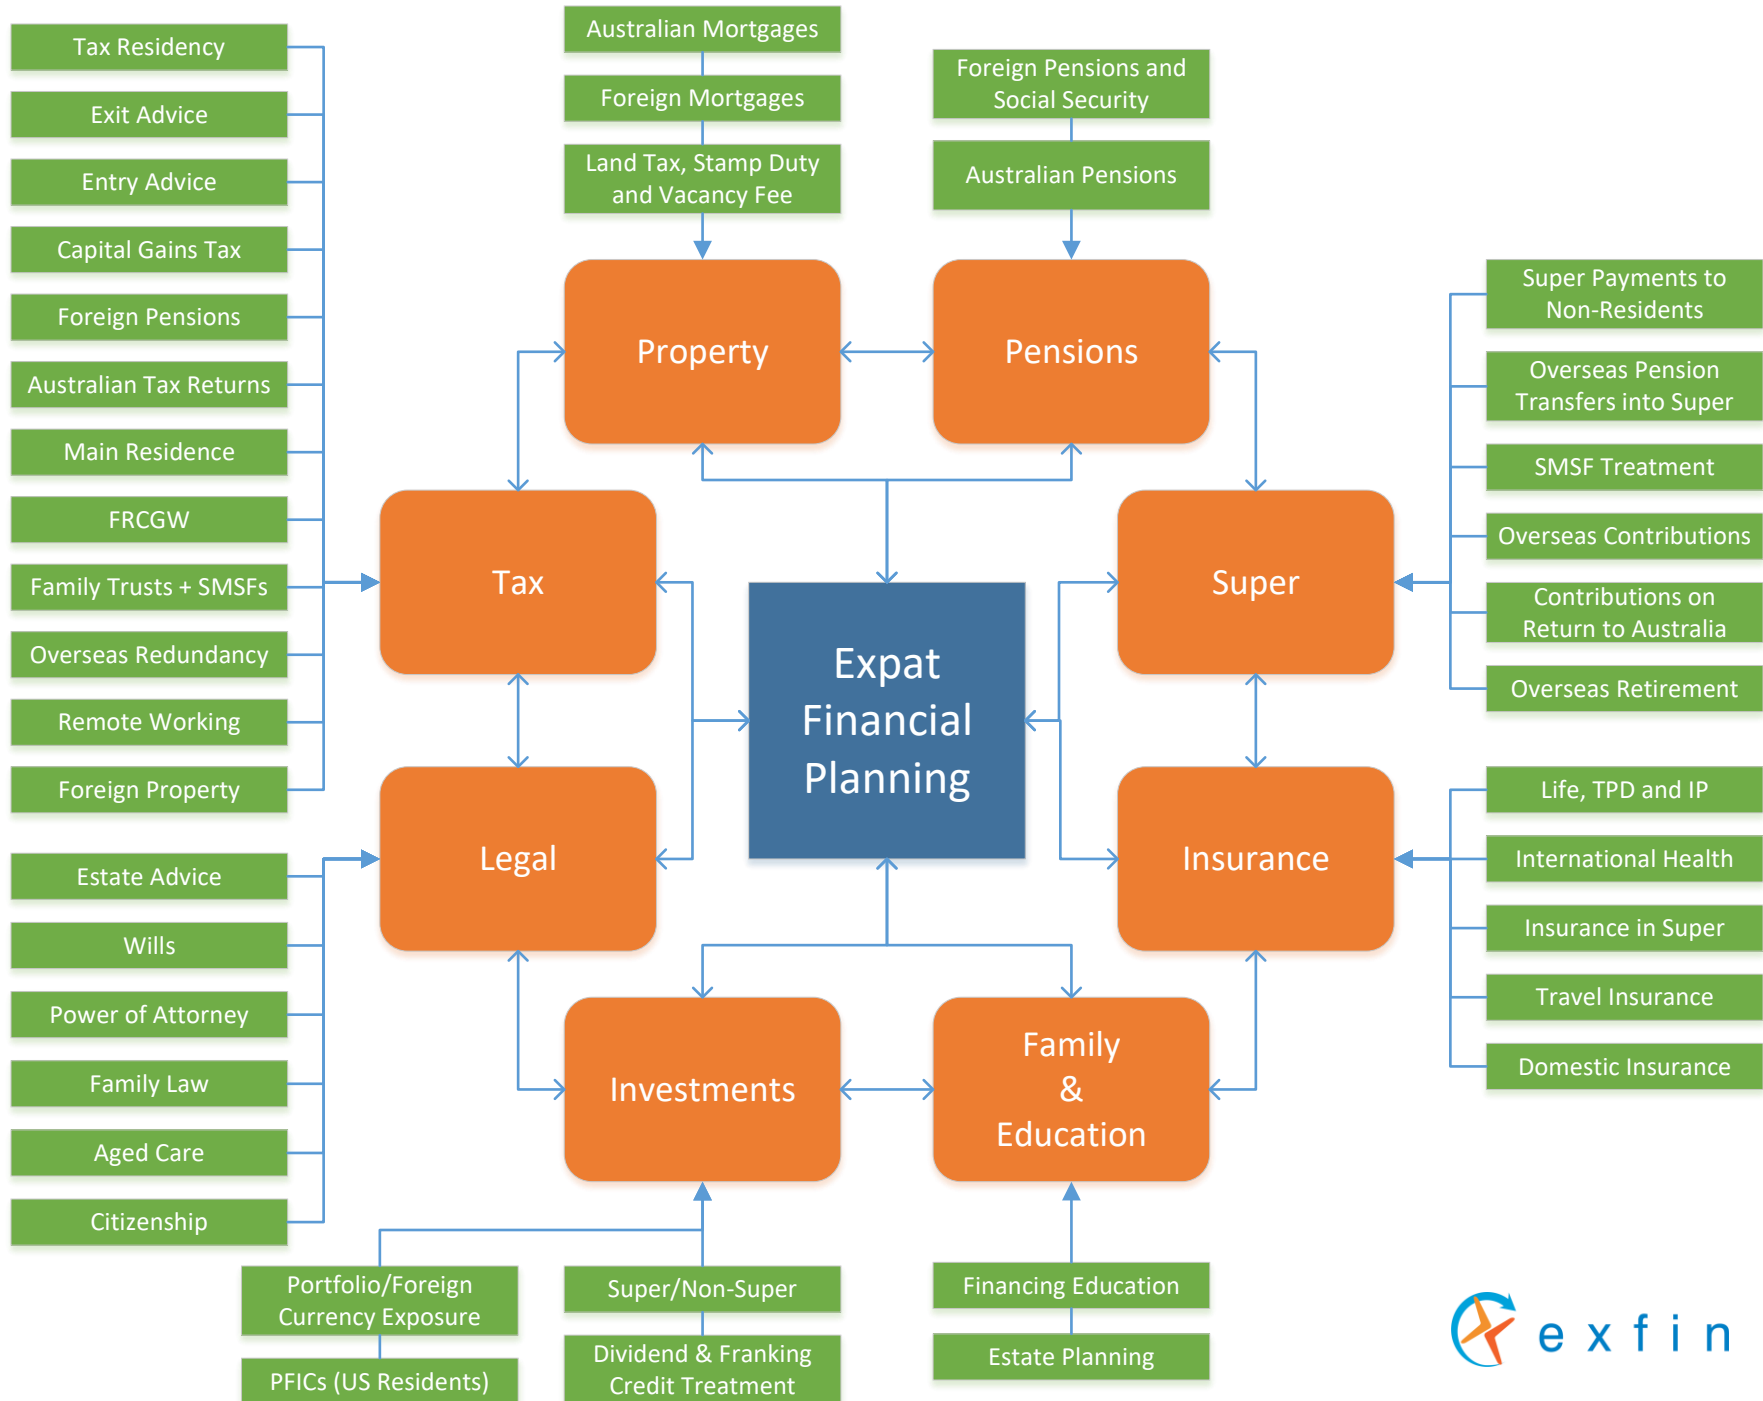 Tax Residency
Exit Advice
Entry Advice
Capital Gains Tax
Foreign Pensions
Australian Tax Returns
Main Residence
FRCGW
Family Trusts + SMSFs
Overseas Redundancy
Remote Working
Foreign Property
Estate Advice
Wills
Power of Attorney
Family Law
Aged Care
Citizenship
Australian Mortgages
Foreign Mortgages
Land Tax, Stamp Duty
and Vacancy Fee
Foreign Pensions and
Social Security
Australian Pensions
Property
Pensions
Tax
Super
Expat
Financial
Planning
Legal
Insurance
Investments
Family
&
Education
Super Payments to
Non-Residents
Overseas Pension
Transfers into Super
SMSF Treatment
Overseas Contributions
Contributions on
Return to Australia
Overseas Retirement
Life, TPD and IP
International Health
Insurance in Super
Travel Insurance
Domestic Insurance
Portfolio/Foreign
Currency Exposure
PFICs (US Residents)
Super/Non-Super
Dividend & Franking
Credit Treatment
Financing Education
Estate Planning
exfin